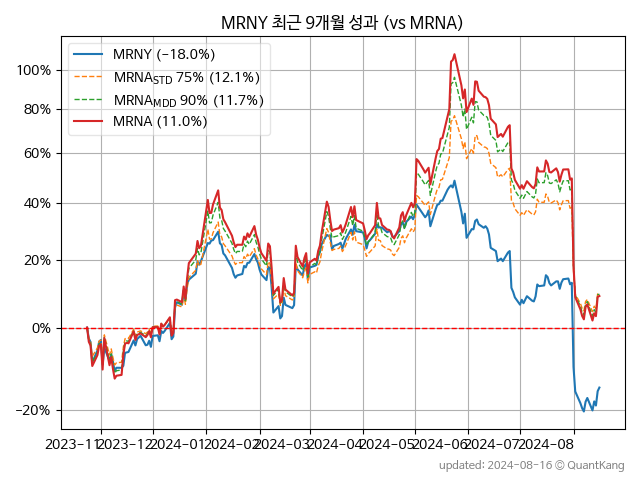 MRNY 최근 9개월 성과 (vs MRNA)
MRNY (−18.0%)
MRNA_STD 75% (12.1%)
MRNA_MDD 90% (11.7%)
MRNA (11.0%)
100%
80%
60%
40%
20%
0%
−20%
2023−11 2023−12 2024−01 2024−02 2024−03 2024−04 2024−05 2024−06 2024−07 2024−08
updated: 2024-08-16 © QuantKang